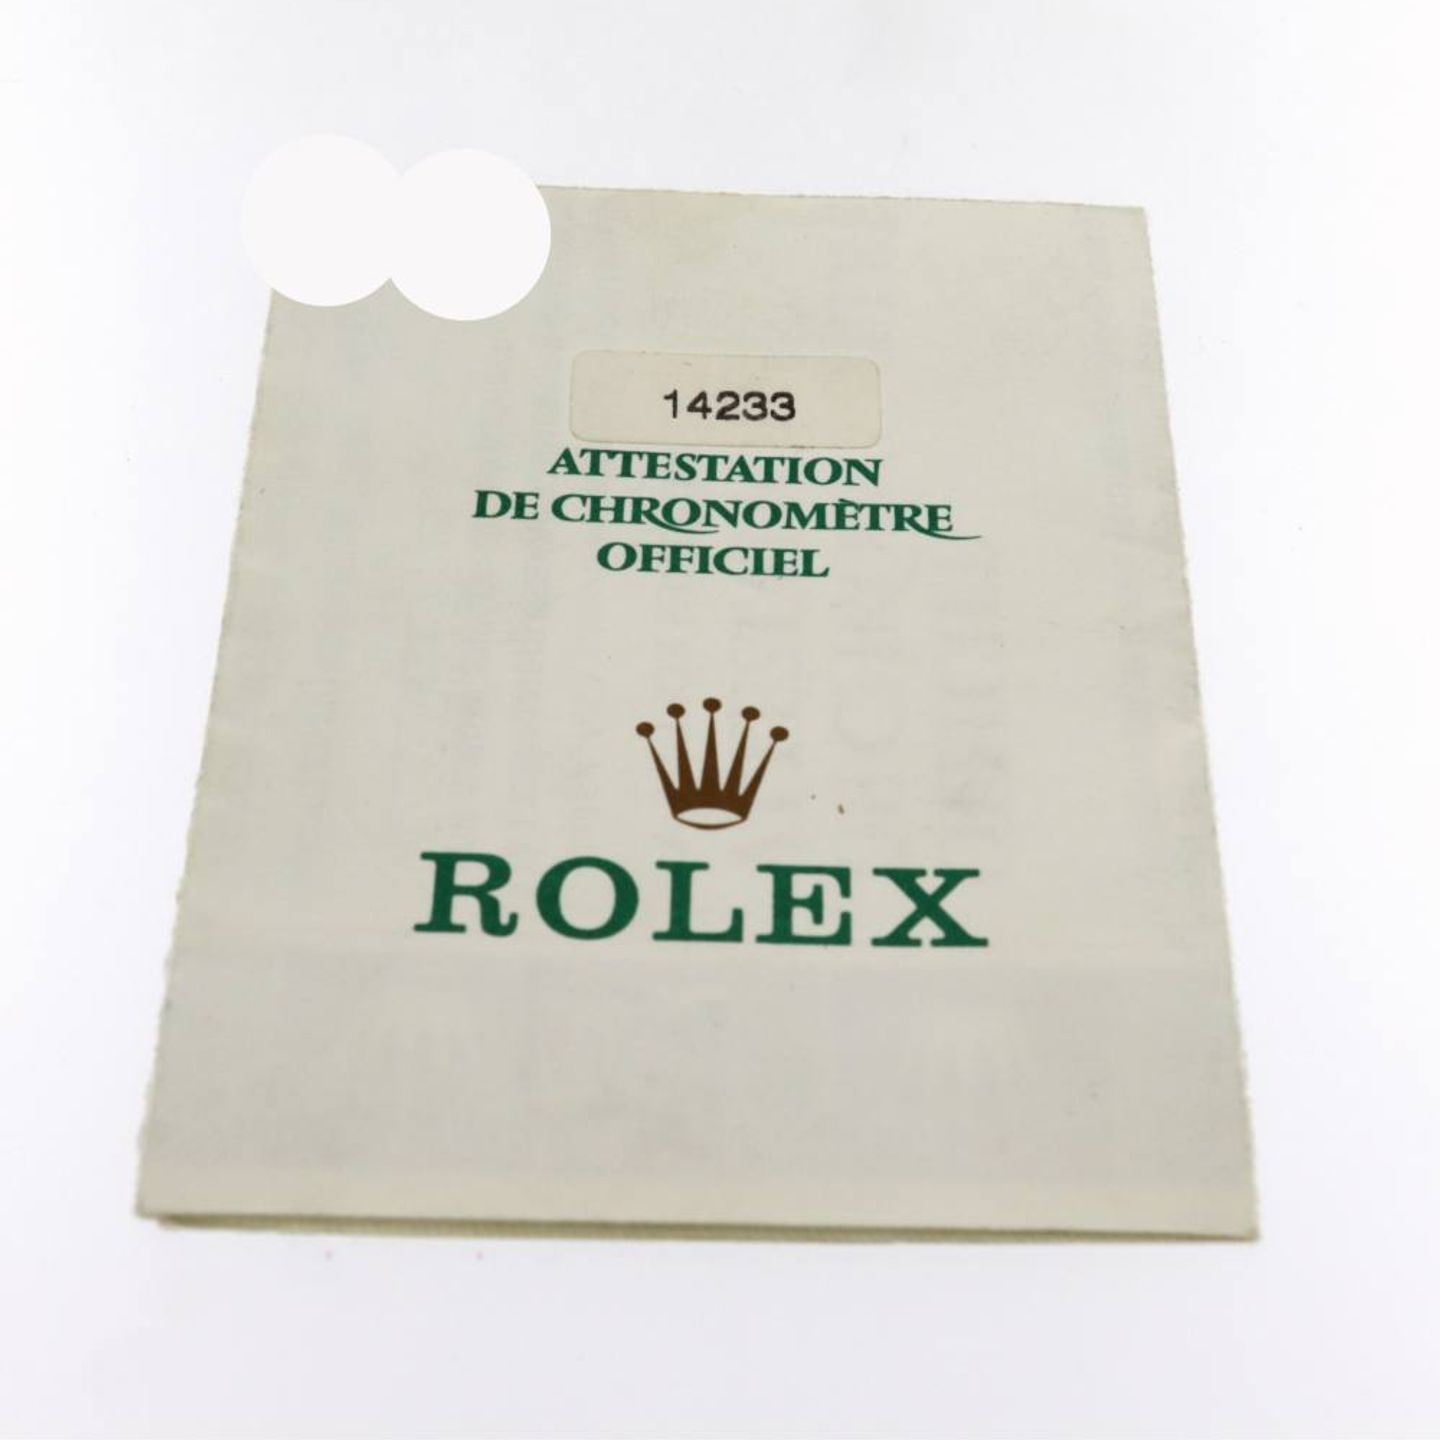 14233
ATTESTATION
DE CHRONOMÈTRE
OFFICIEL
ROLEX